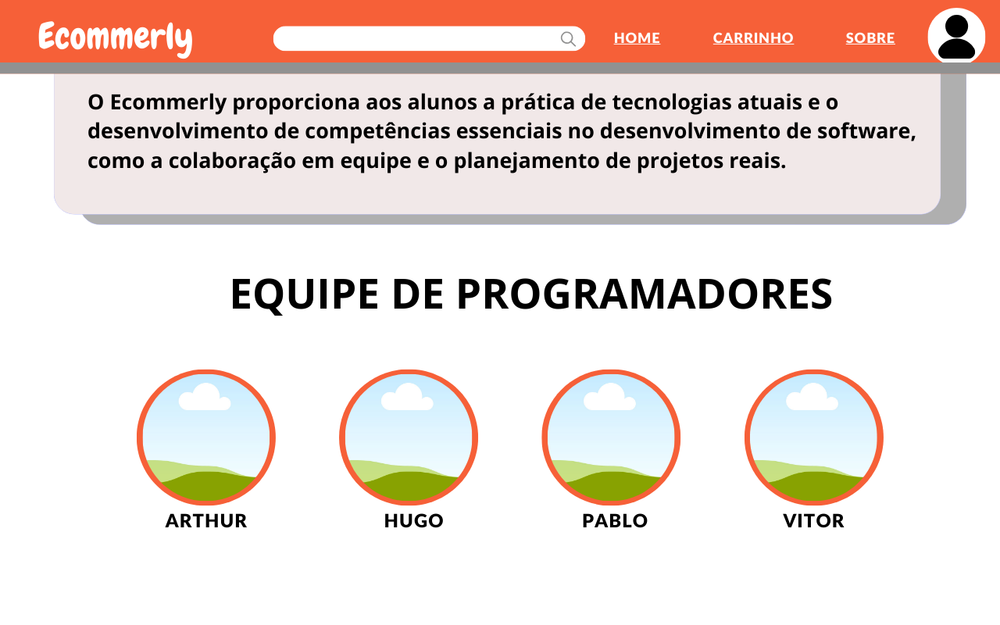 Ecommerly
HOME
CARRINHO
SOBRE
O Ecommerly proporciona aos alunos a prática de tecnologias atuais e o
desenvolvimento de competências essenciais no desenvolvimento de software,
como a colaboração em equipe e o planejamento de projetos reais.
EQUIPE DE PROGRAMADORES
ARTHUR
HUGO
PABLO
VITOR